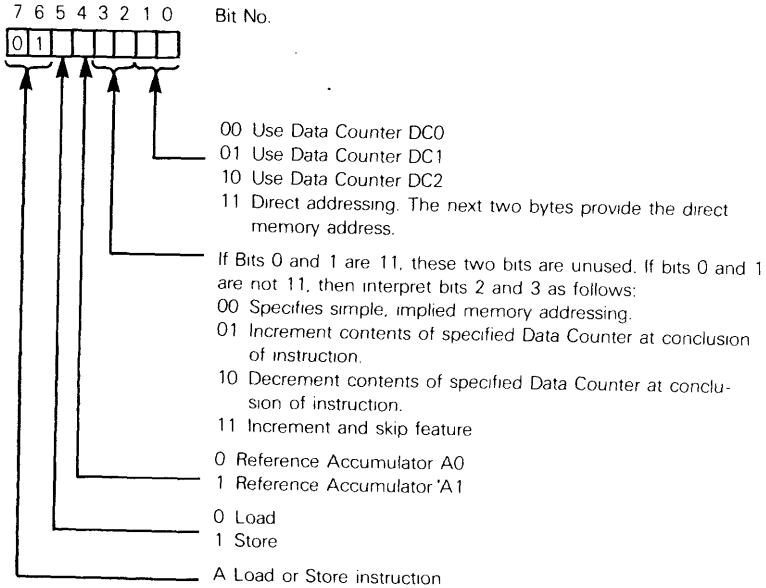 7 6 5 4 3 2 1 0 Bit No.
0 1
00 Use Data Counter DC0
01 Use Data Counter DC1
10 Use Data Counter DC2
11 Direct addressing. The next two bytes provide the direct
memory address.
If Bits 0 and 1 are 11, these two bits are unused. If bits 0 and 1
are not 11, then interpret bits 2 and 3 as follows:
00 Specifies simple, implied memory addressing.
01 Increment contents of specified Data Counter at conclusion
of instruction.
10 Decrement contents of specified Data Counter at conclu-
sion of instruction.
11 Increment and skip feature
0 Reference Accumulator A0
1 Reference Accumulator A1
0 Load
1 Store
A Load or Store instruction